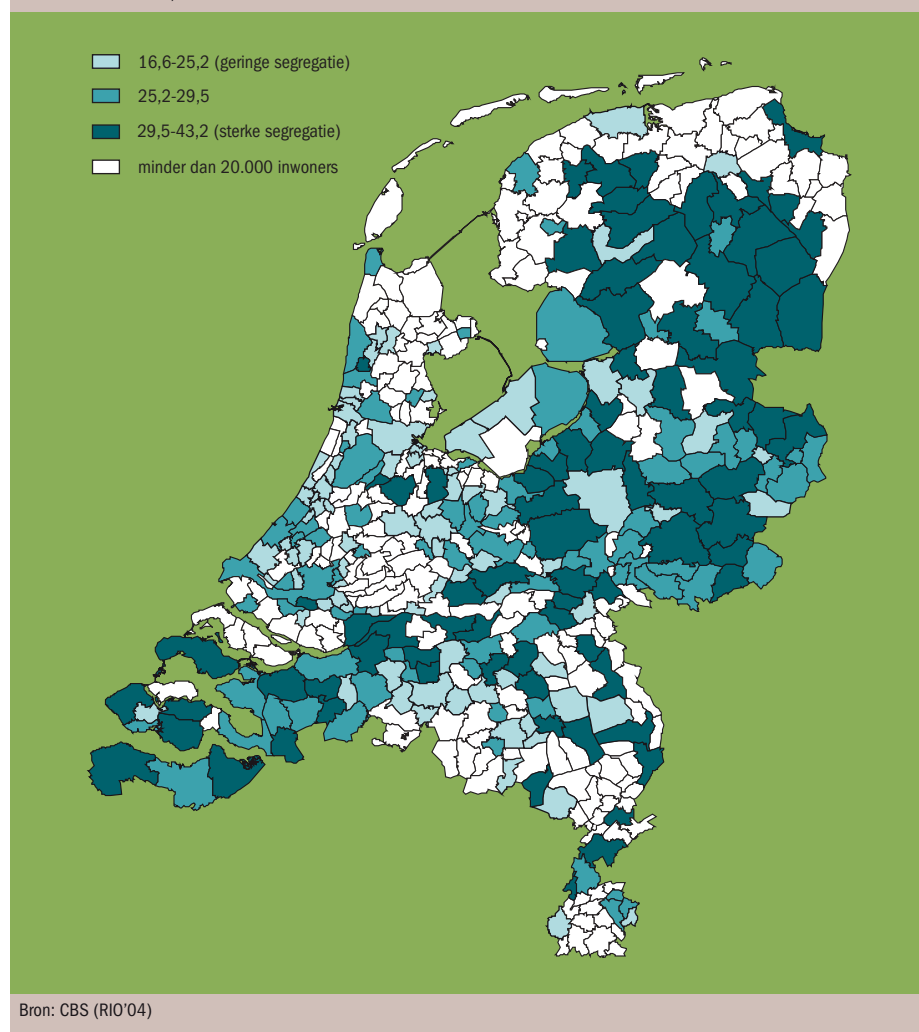 16,6-25,2 (geringe segregatie)
25,2-29,5
29,5-43,2 (sterke segregatie)
minder dan 20.000 inwoners
Bron: CBS (RIO'04)